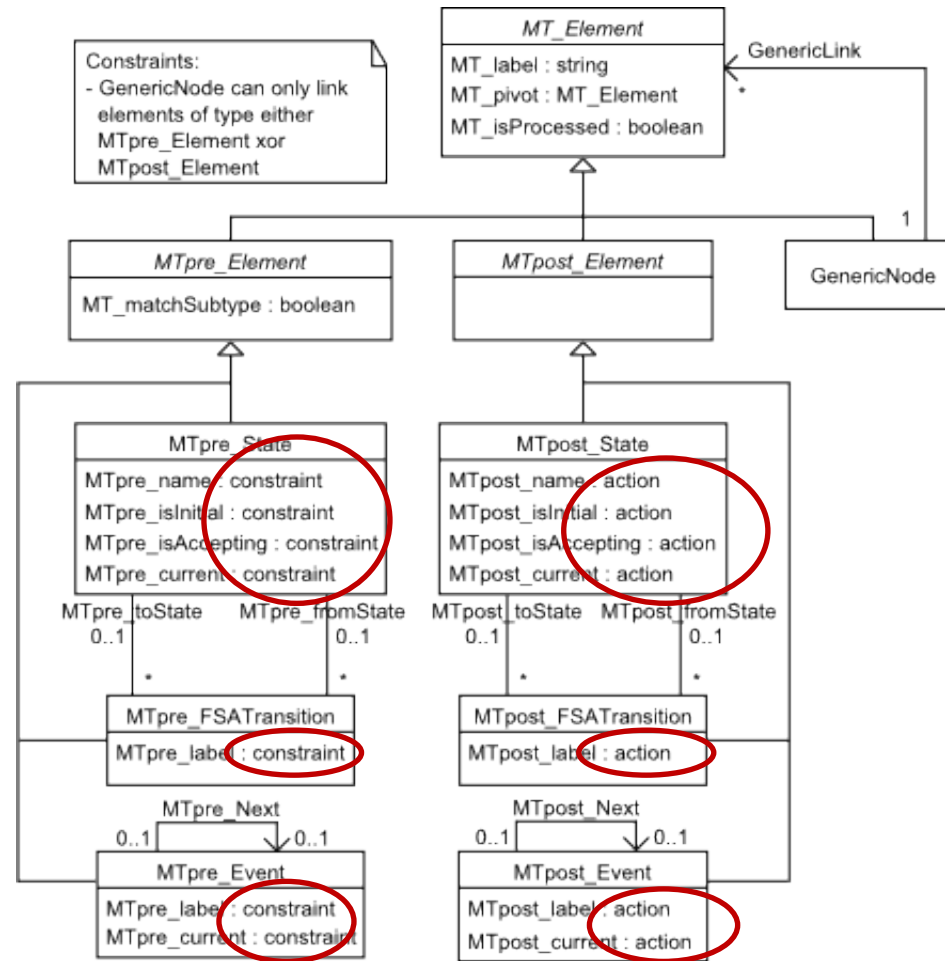 MT_Element
MT_label : string
MT_pivot : MT_Element
MT_isProcessed : boolean
GenericLink
*
1
Constraints:
- GenericNode can only link
elements of type either
MTpre_Element xor
MTpost_Element
MTpre_Element
MT_matchSubtype : boolean
MTpost_Element
GenericNode
MTpre_State
MTpre_name : constraint
MTpre_isInitial : constraint
MTpre_isAccepting : constraint
MTpre_current : constraint
MTpost_State
MTpost_name : action
MTpost_isInitial : action
MTpost_isAccepting : action
MTpost_current : action
MTpre_toState
0..1
*
MTpre_fromState
0..1
*
MTpost_toState
0..1
*
MTpost_fromState
0..1
*
MTpre_FSATransition
MTpre_label : constraint
MTpost_FSATransition
MTpost_label : action
MTpre_Next
0..1
0..1
MTpost_Next
0..1
0..1
MTpre_Event
MTpre_label : constraint
MTpre_current : constraint
MTpost_Event
MTpost_label : action
MTpost_current : action